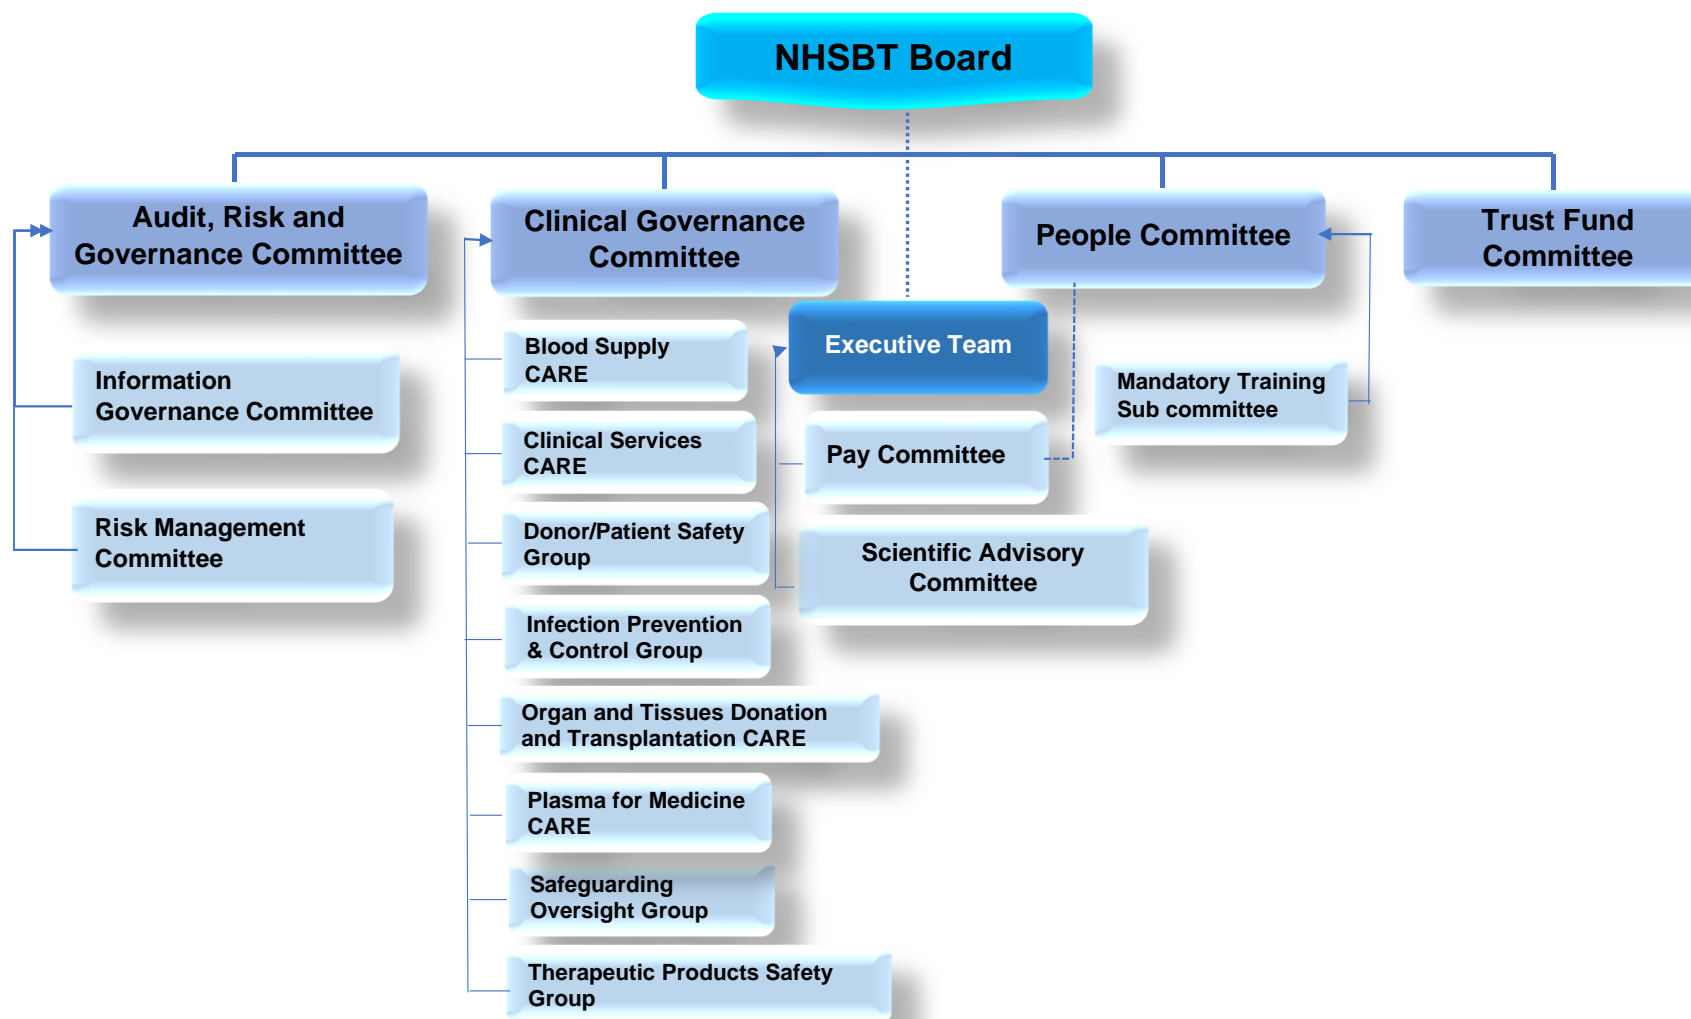 NHSBT Board
Audit, Risk and
Governance Committee
Clinical Governance
Committee
People Committee
Trust Fund
Committee
Information
Governance Committee
Risk Management
Committee
Blood Supply
CARE
Clinical Services
CARE
Donor/Patient Safety
Group
Infection Prevention
& Control Group
Organ and Tissues Donation
and Transplantation CARE
Plasma for Medicine
CARE
Safeguarding
Oversight Group
Therapeutic Products Safety
Group
Executive Team
Pay Committee
Scientific Advisory
Committee
Mandatory Training
Sub committee